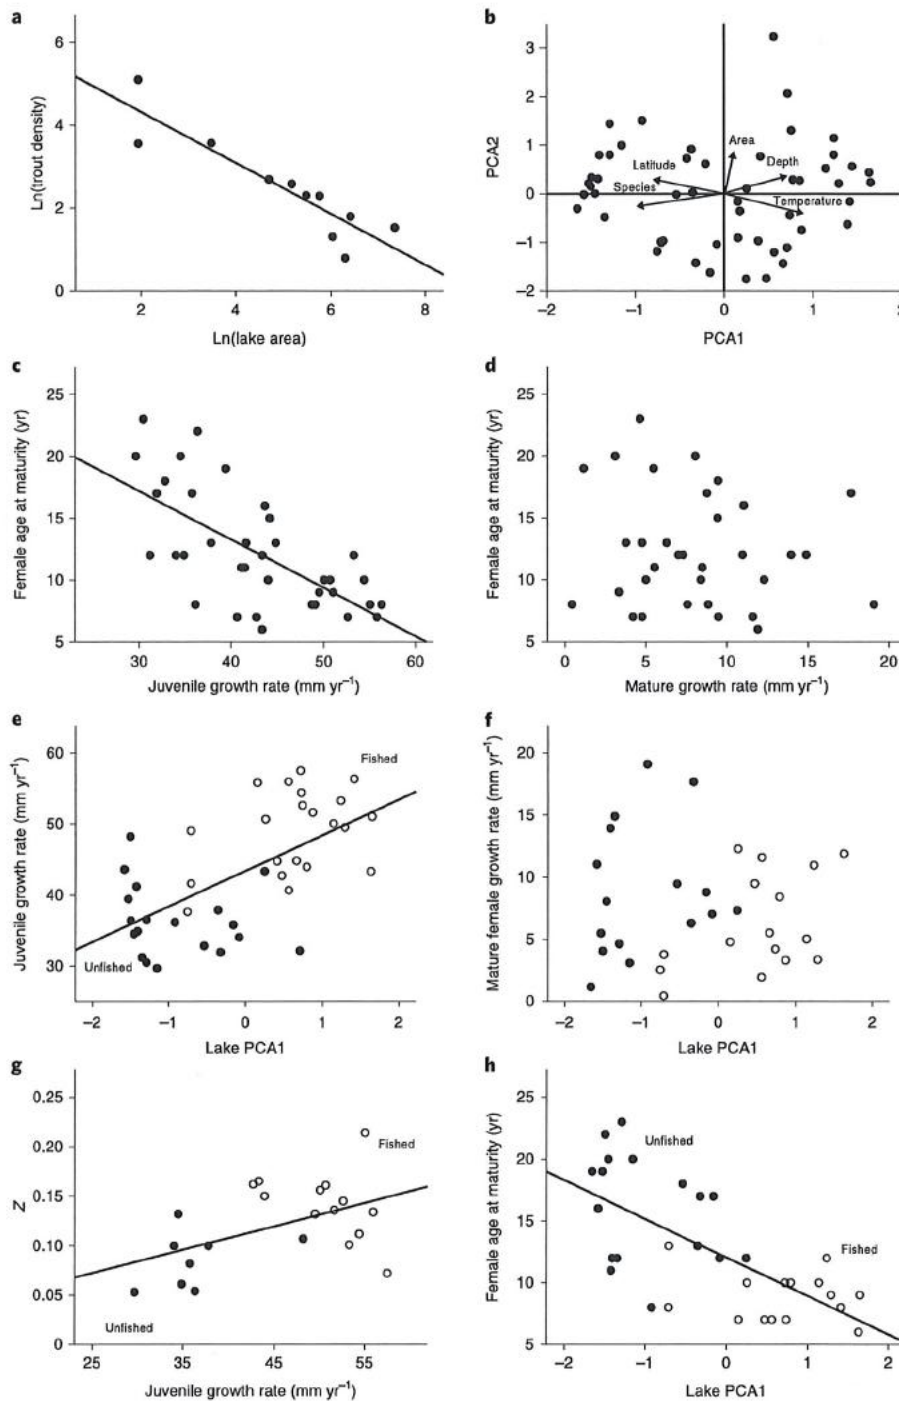 a
6
4
2
0
Ln(trout density)
2 4 6 8
Ln(lake area)
b
3
2
1
0
−1
−2
PCA2
Area
Depth
Latitude
Species
Temperature
−2 −1 0 1 2
PCA1
c
25
20
15
10
5
Female age at maturity (yr)
30 40 50 60
Juvenile growth rate (mm yr⁻¹)
d
25
20
15
10
5
Female age at maturity (yr)
0 5 10 15 20
Mature growth rate (mm yr⁻¹)
e
60
50
40
30
Juvenile growth rate (mm yr⁻¹)
Fished
Unfished
−2 −1 0 1 2
Lake PCA1
f
20
15
10
5
0
Mature female growth rate (mm yr⁻¹)
−2 −1 0 1 2
Lake PCA1
g
0.25
0.20
0.15
0.10
0.05
0
Z
Fished
Unfished
25 35 45 55
Juvenile growth rate (mm yr⁻¹)
h
25
20
15
10
5
Female age at maturity (yr)
Unfished
Fished
−2 −1 0 1 2
Lake PCA1